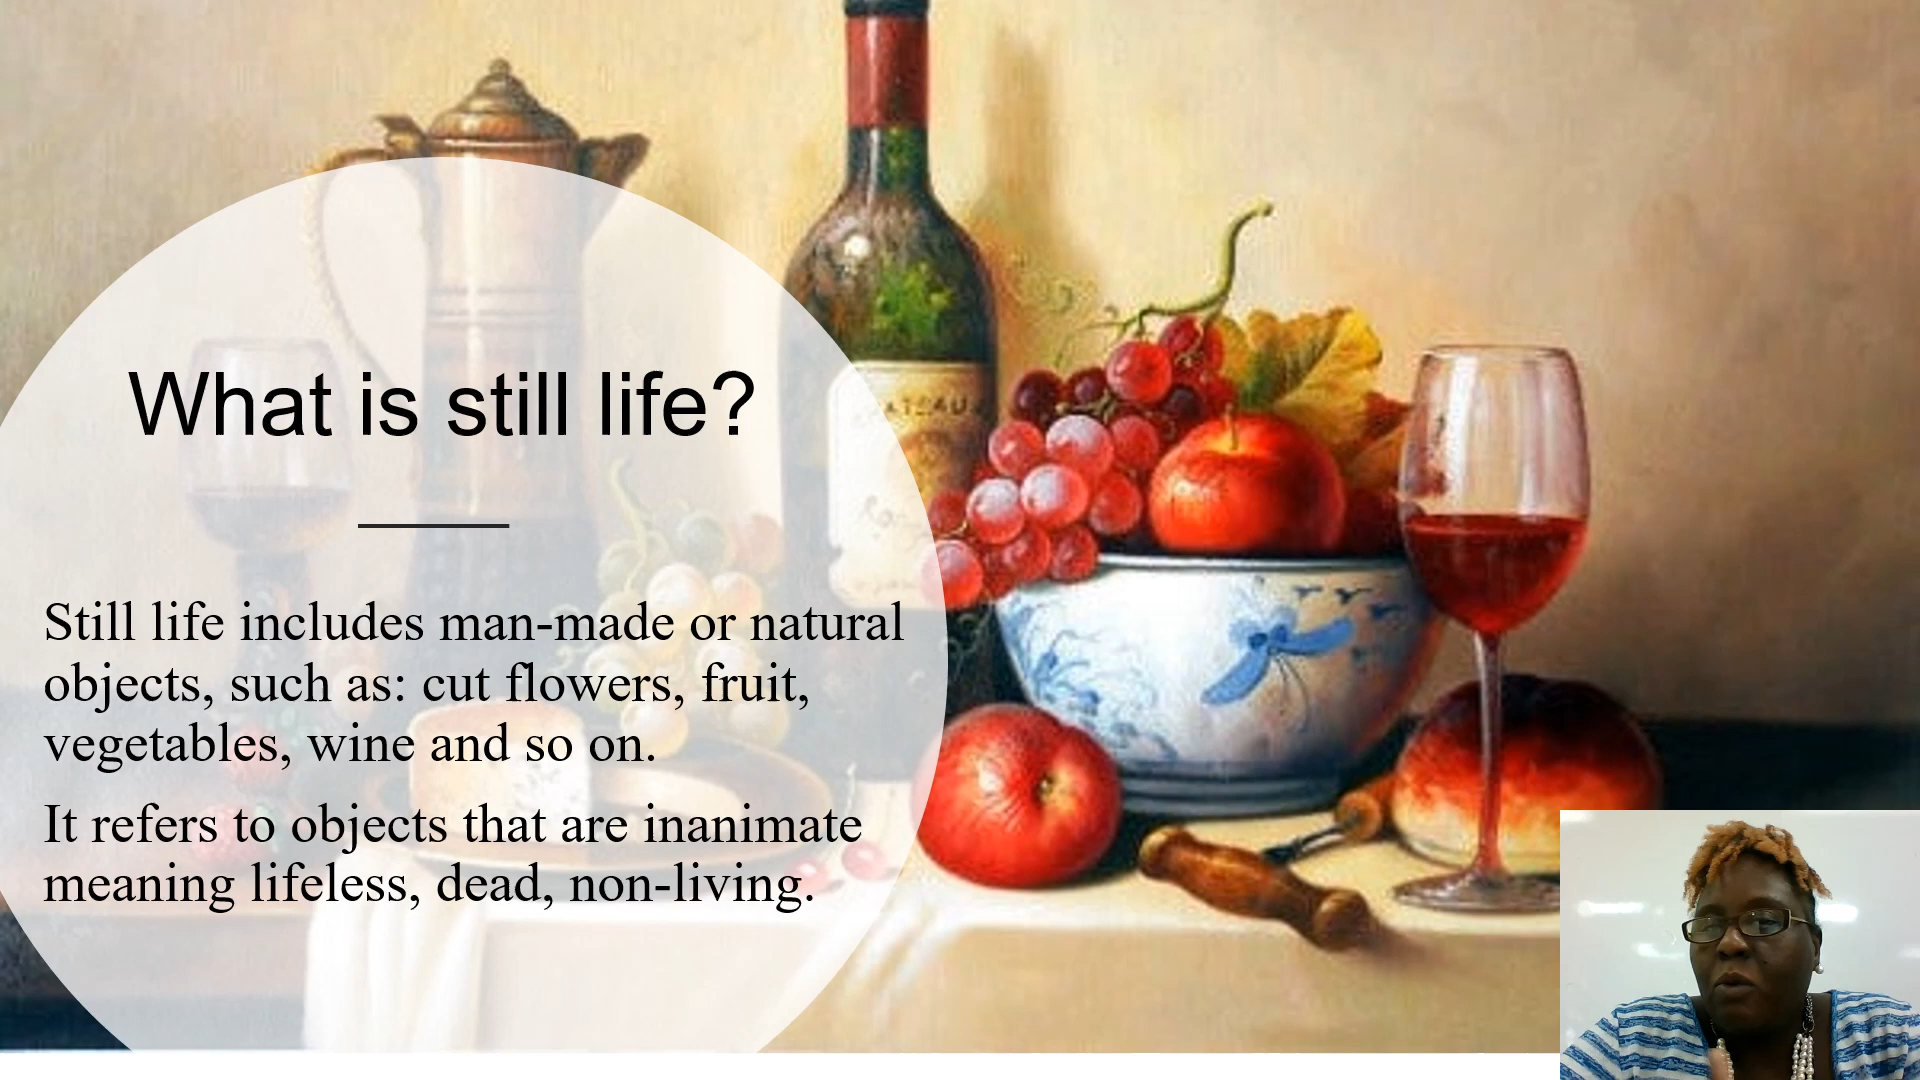 What is still life?
Still life includes man-made or natural
objects, such as: cut flowers, fruit,
vegetables, wine and so on.
It refers to objects that are inanimate
meaning lifeless, dead, non-living.